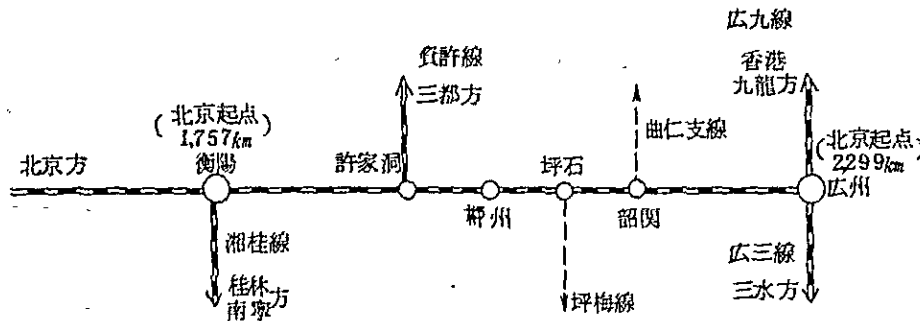 広九線
香港
九龍方
資許線
三都方
曲仁支線
(北京起点)
1,757km
衡陽
(北京起点)
2,299km
広州
北京方
許家洞
坪石
郴州
韶関
湘桂線
桂林
南寧方
坪梅線
広三線
三水方